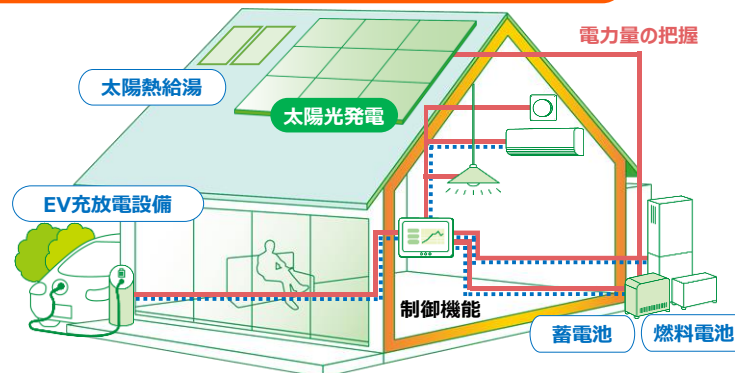 電力量の把握
太陽熱給湯
太陽光発電
EV充放電設備
制御機能
蓄電池
燃料電池